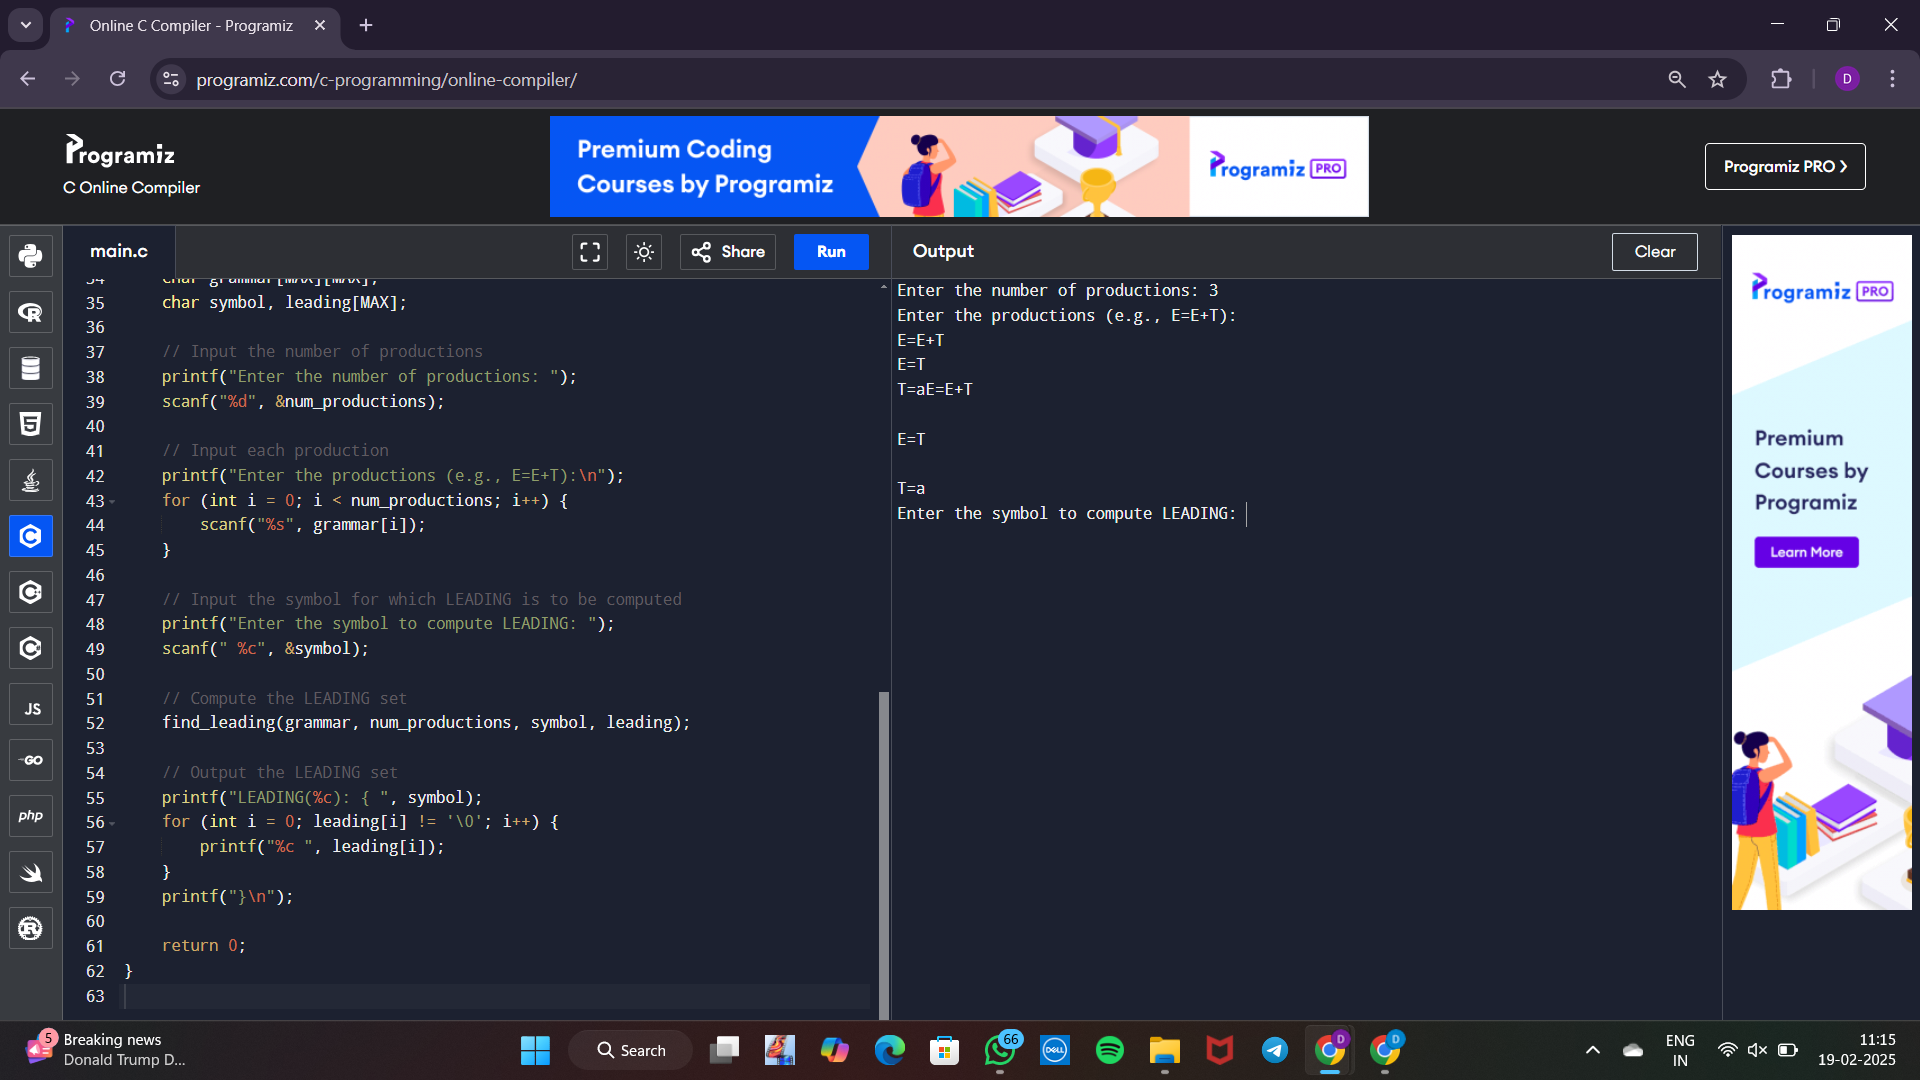 Online C Compiler - Programiz
programiz.com/c-programming/online-compiler/
D
Programiz
C Online Compiler
Premium Coding
Courses by Programiz
Programiz PRO
Programiz PRO ❯
main.c
Share
Run
Output
Clear
34 char grammar[MAX][MAX];
35 char symbol, leading[MAX];
36
37 // Input the number of productions
38 printf("Enter the number of productions: ");
39 scanf("%d", &num_productions);
40
41 // Input each production
42 printf("Enter the productions (e.g., E=E+T):\n");
43 for (int i = 0; i < num_productions; i++) {
44 scanf("%s", grammar[i]);
45 }
46
47 // Input the symbol for which LEADING is to be computed
48 printf("Enter the symbol to compute LEADING: ");
49 scanf(" %c", &symbol);
50
51 // Compute the LEADING set
52 find_leading(grammar, num_productions, symbol, leading);
53
54 // Output the LEADING set
55 printf("LEADING(%c): { ", symbol);
56 for (int i = 0; leading[i] != '\0'; i++) {
57 printf("%c ", leading[i]);
58 }
59 printf("}\n");
60
61 return 0;
62 }
63
Enter the number of productions: 3
Enter the productions (e.g., E=E+T):
E=E+T
E=T
T=aE=E+T
E=T
T=a
Enter the symbol to compute LEADING:
Programiz PRO
Premium
Courses by
Programiz
Learn More
JS
GO
php
5
Breaking news
Donald Trump D...
Search
66
DELL
D
D
ENG
IN
11:15
19-02-2025